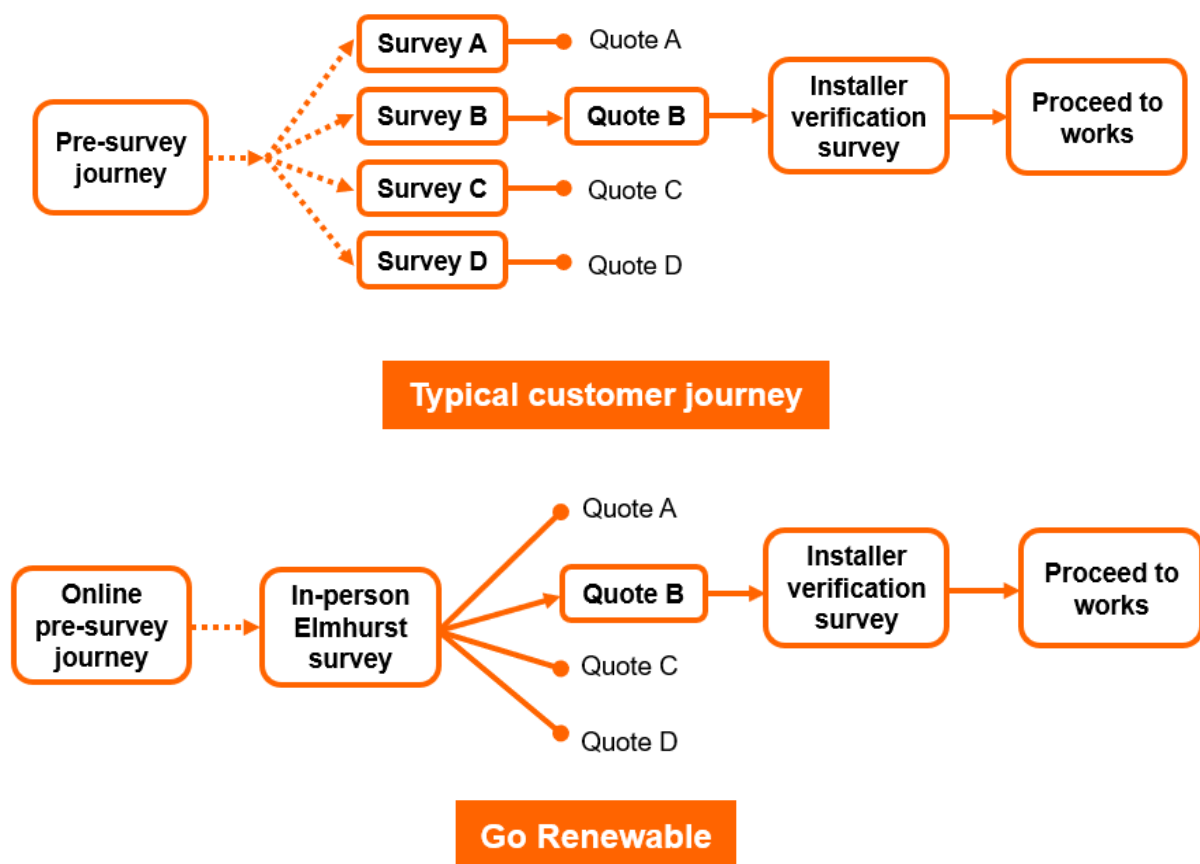 Survey A
Quote A
Pre-survey
journey
Survey B
Quote B
Installer
verification
survey
Proceed to
works
Survey C
Quote C
Survey D
Quote D
Typical customer journey
Online
pre-survey
journey
In-person
Elmhurst
survey
Quote A
Quote B
Quote C
Quote D
Installer
verification
survey
Proceed to
works
Go Renewable